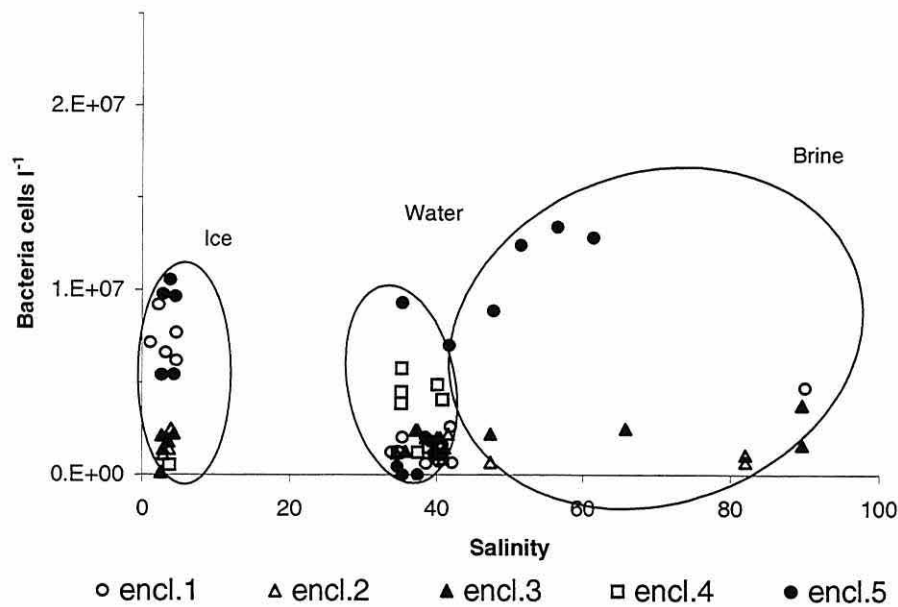 2.E+07
Brine
Water
Ice
1.E+07
0.E+00
0 20 40 60 80 100
Bacteria cells l-1
Salinity
encl.1 encl.2 encl.3 encl.4 encl.5